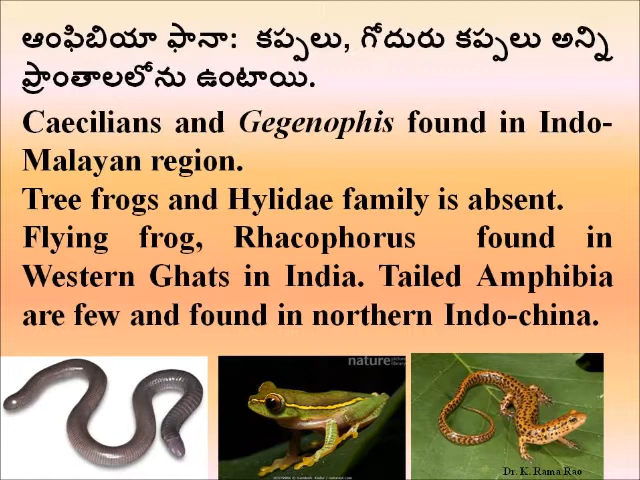 ఆంఫిబియా ఫానా: కప్పలు, గోదురు కప్పలు అన్ని
ప్రాంతాలలోను ఉంటాయి.
Caecilians and Gegenophis found in Indo-
Malayan region.
Tree frogs and Hylidae family is absent.
Flying frog, Rhacophorus found in
Western Ghats in India. Tailed Amphibia
are few and found in northern Indo-china.
nature
Dr. K. Rama Rao